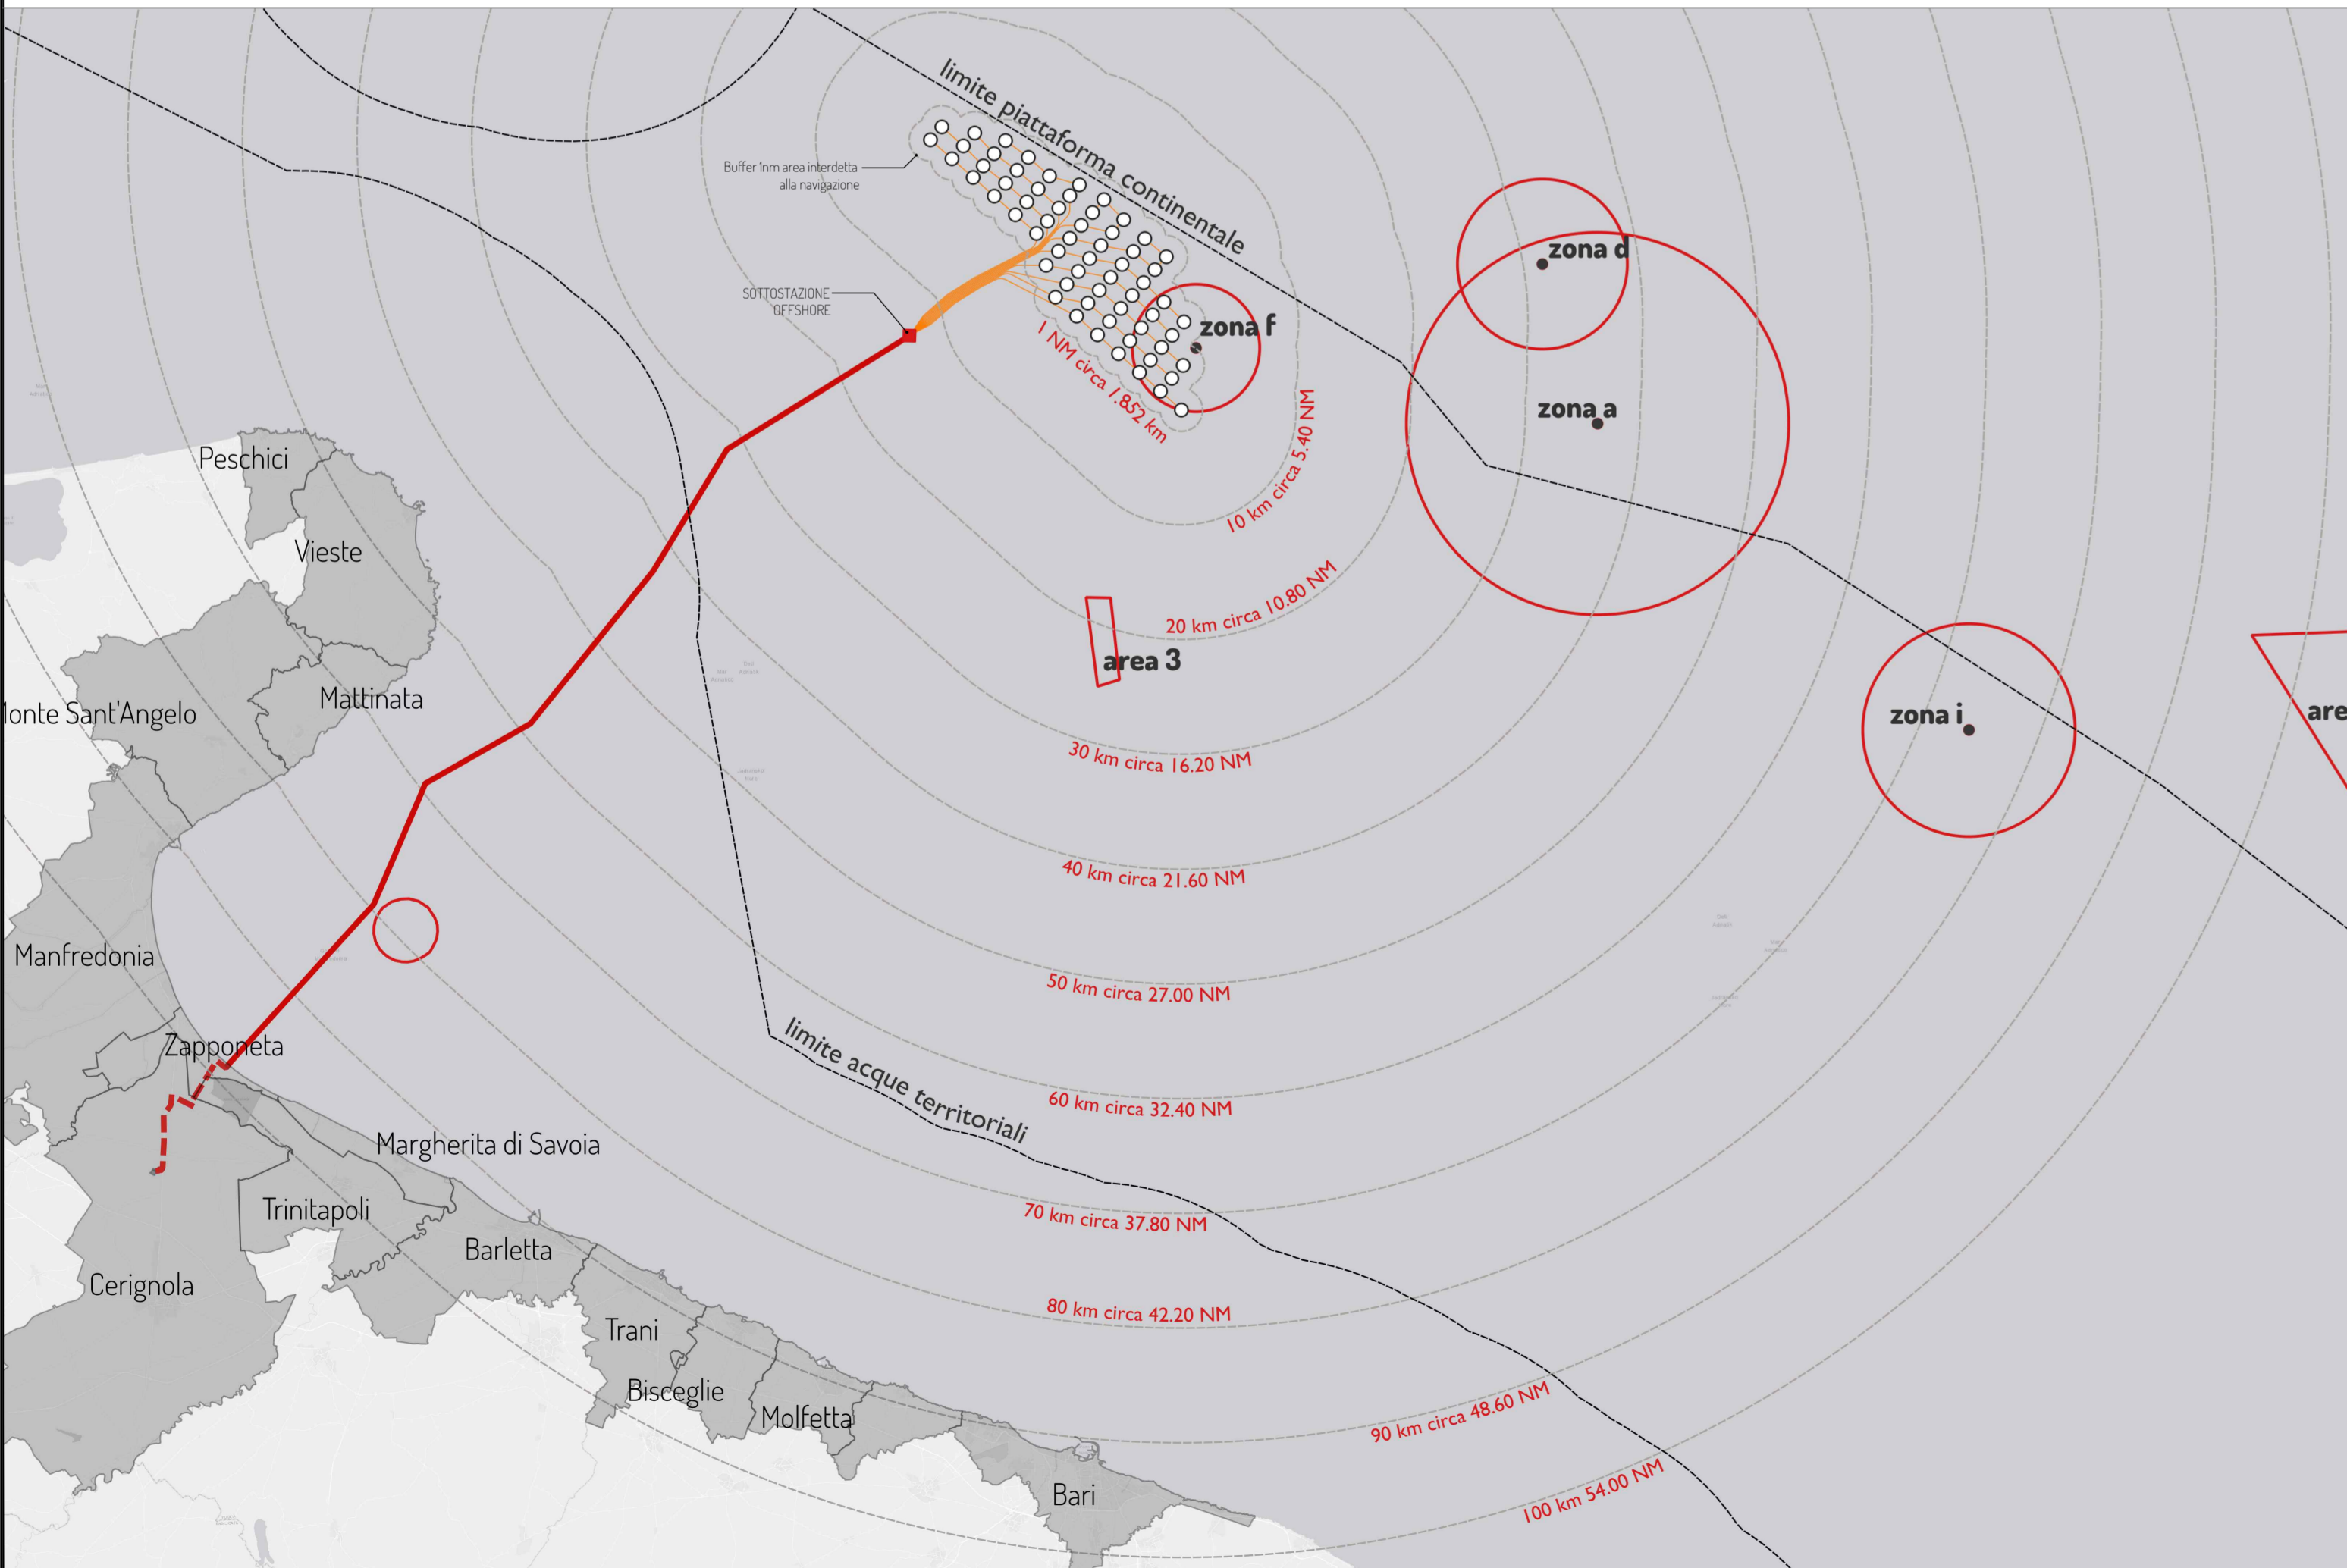 limite piattaforma continentale
Buffer 1nm area interdetta
alla navigazione
zona d
SOTTOSTAZIONE
OFFSHORE
zona f
1 NM circa 1.852 km
zona a
10 km circa 5.40 NM
Peschici
Vieste
20 km circa 10.80 NM
area 3
Mattinata
Monte Sant'Angelo
zona i
are
30 km circa 16.20 NM
40 km circa 21.60 NM
Manfredonia
50 km circa 27.00 NM
Zapponeta
limite acque territoriali
60 km circa 32.40 NM
Margherita di Savoia
Trinitapoli
70 km circa 37.80 NM
Barletta
Cerignola
80 km circa 42.20 NM
Trani
Bisceglie
Molfetta
90 km circa 48.60 NM
Bari
100 km 54.00 NM